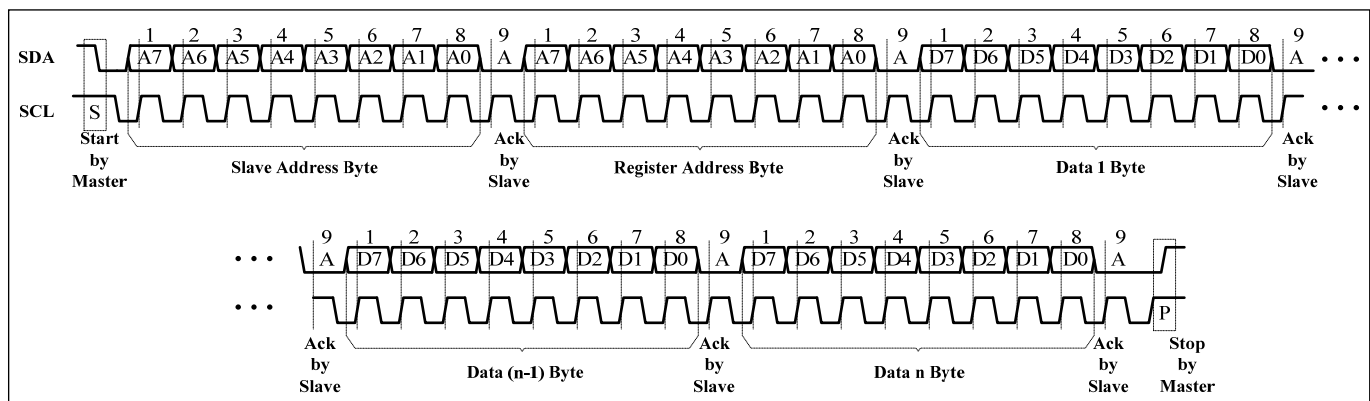 1 2 3 4 5 6 7 8 9 1 2 3 4 5 6 7 8 9 1 2 3 4 5 6 7 8 9
SDA A7 A6 A5 A4 A3 A2 A1 A0 A A7 A6 A5 A4 A3 A2 A1 A0 A D7 D6 D5 D4 D3 D2 D1 D0 A • • •
SCL S • • •
Start by Master
Slave Address Byte
Ack by Slave
Register Address Byte
Ack by Slave
Data 1 Byte
Ack by Slave
9 1 2 3 4 5 6 7 8 9 1 2 3 4 5 6 7 8 9
• • • A D7 D6 D5 D4 D3 D2 D1 D0 A D7 D6 D5 D4 D3 D2 D1 D0 A
• • • P
Ack by Slave
Data (n-1) Byte
Ack by Slave
Data n Byte
Ack by Slave
Stop by Master